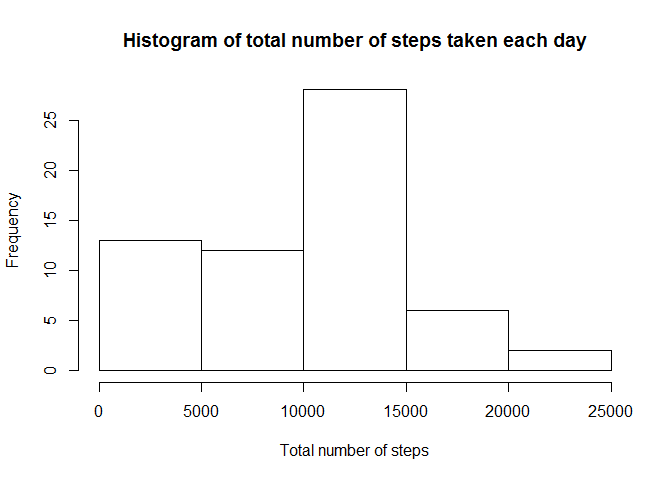 Histogram of total number of steps taken each day
Frequency
25
20
15
10
5
0
0 5000 10000 15000 20000 25000
Total number of steps